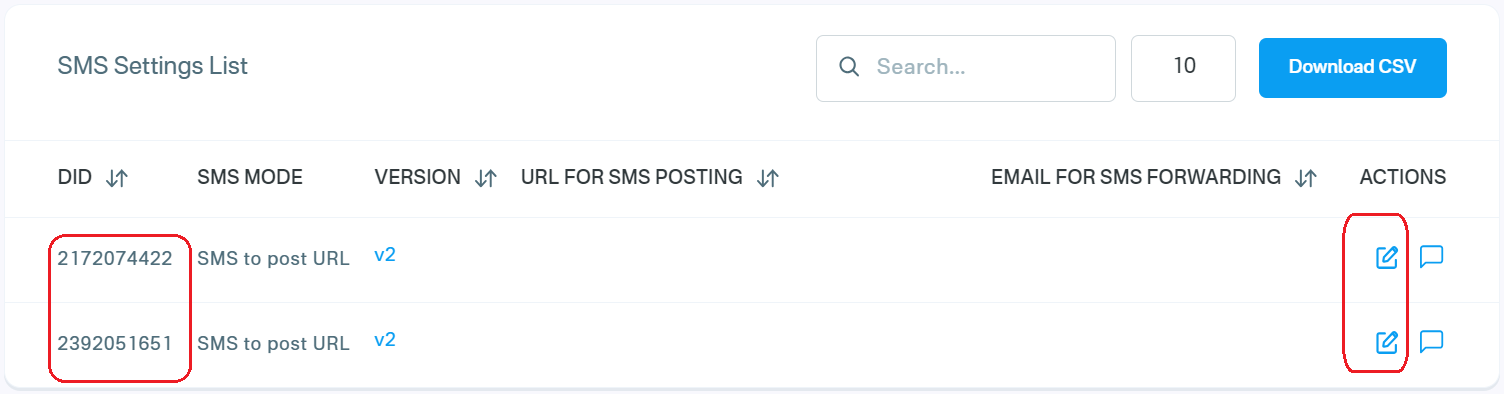 SMS Settings List
Search...
10
Download CSV
DID SMS MODE VERSION URL FOR SMS POSTING EMAIL FOR SMS FORWARDING ACTIONS
2172074422 SMS to post URL v2
2392051651 SMS to post URL v2